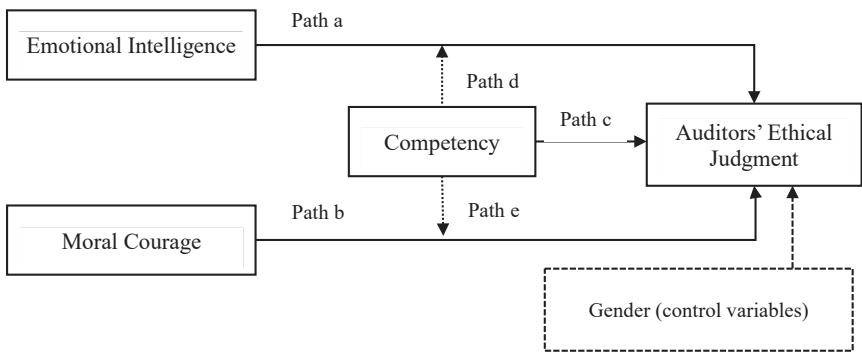 Path a
Emotional Intelligence
Path d
Competency
Path c
Auditors’ Ethical
Judgment
Path b
Path e
Moral Courage
Gender (control variables)